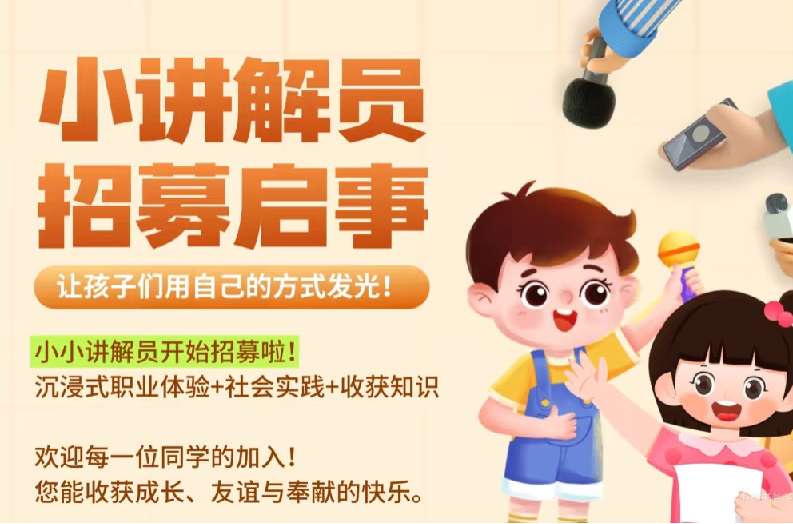 小讲解员
招募启事
让孩子们用自己的方式发光！
小小讲解员开始招募啦！
沉浸式职业体验+社会实践+收获知识
欢迎每一位同学的加入！
您能收获成长、友谊与奉献的快乐。